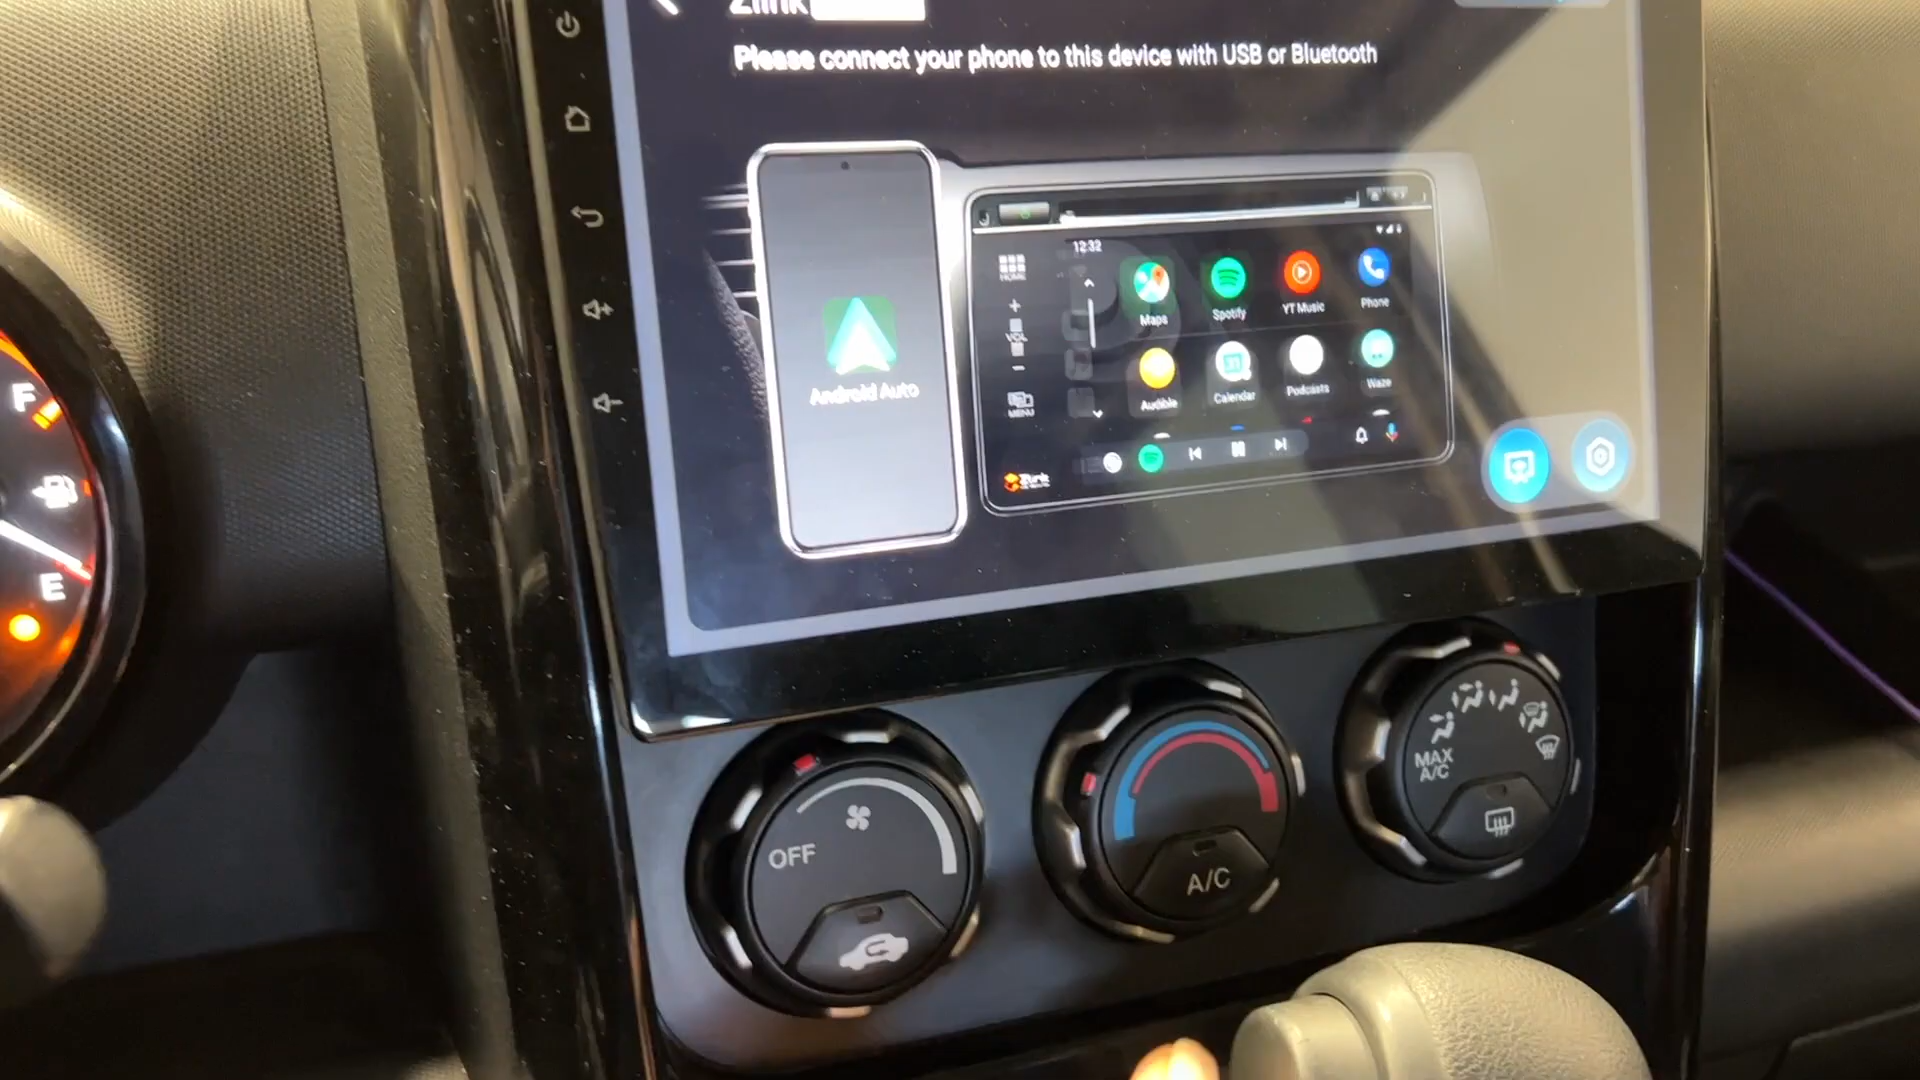 Zlink
Please connect your phone to this device with USB or Bluetooth
12:32
HOME
Maps
Spotify
YT Music
Phone
VOL
Android Auto
Audible
Calendar
Podcasts
Waze
MENU
Zlink
F
E
OFF
A/C
MAX
A/C